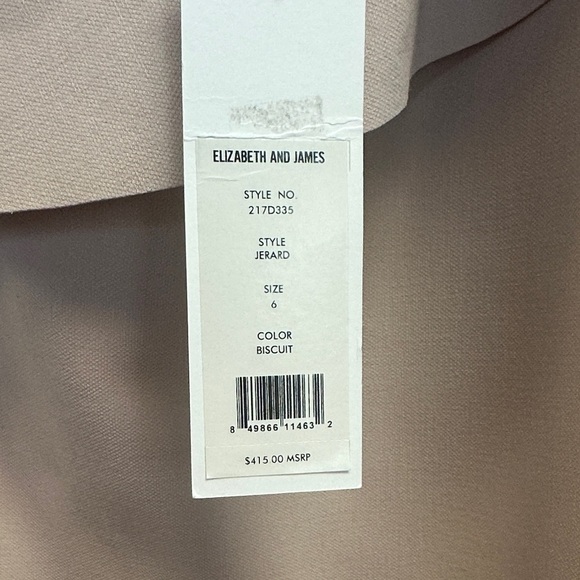 ELIZABETH AND JAMES
STYLE NO.
217D335
STYLE
JERARD
SIZE
6
COLOR
BISCUIT
8 49866 11463 2
$415.00 MSRP